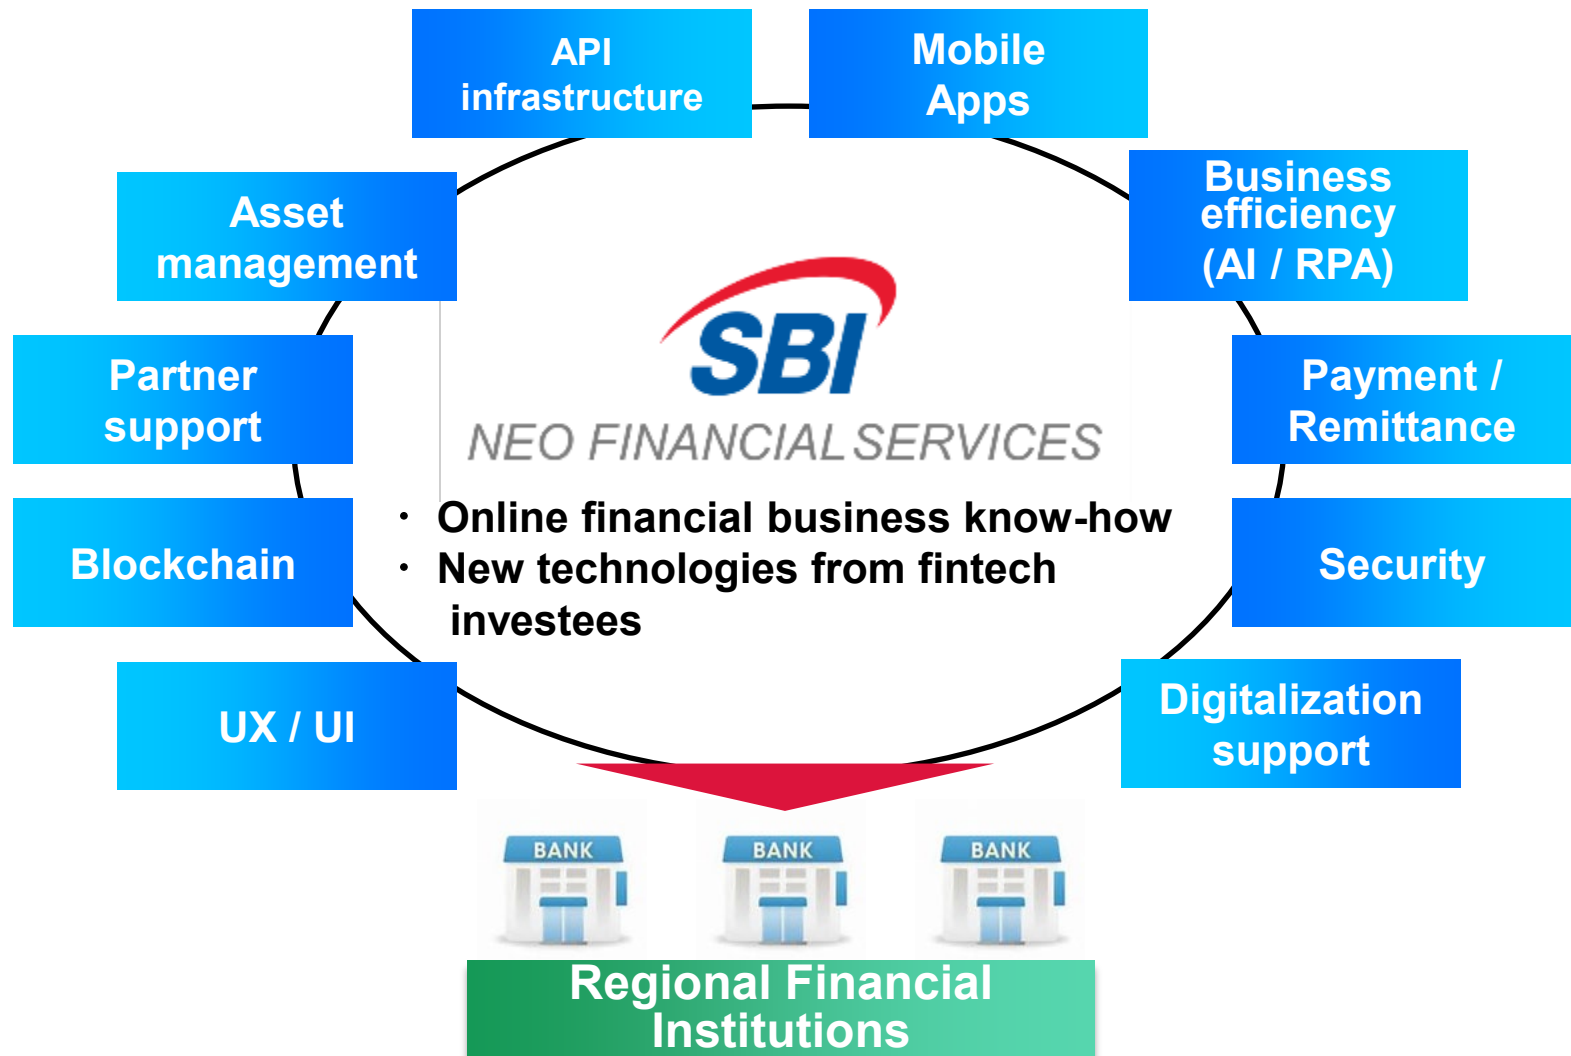 API
infrastructure
Mobile
Apps
Business
efficiency
(AI / RPA)
Asset
management
Partner
support
Payment /
Remittance
SBI
NEO FINANCIAL SERVICES
・ Online financial business know-how
・ New technologies from fintech
investees
Blockchain
Security
UX / UI
Digitalization
support
BANK
BANK
BANK
Regional Financial
Institutions